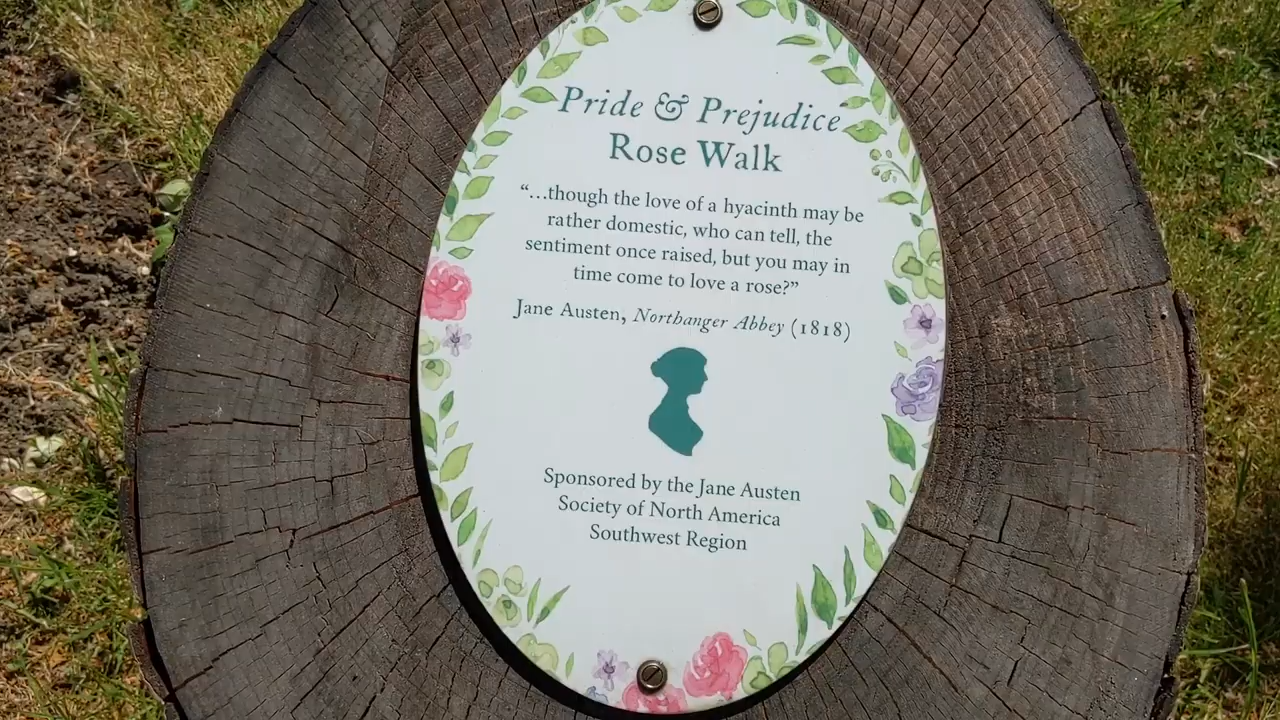 Pride & Prejudice
Rose Walk
“…though the love of a hyacinth may be
rather domestic, who can tell, the
sentiment once raised, but you may in
time come to love a rose?”
Jane Austen, Northanger Abbey (1818)
Sponsored by the Jane Austen
Society of North America
Southwest Region